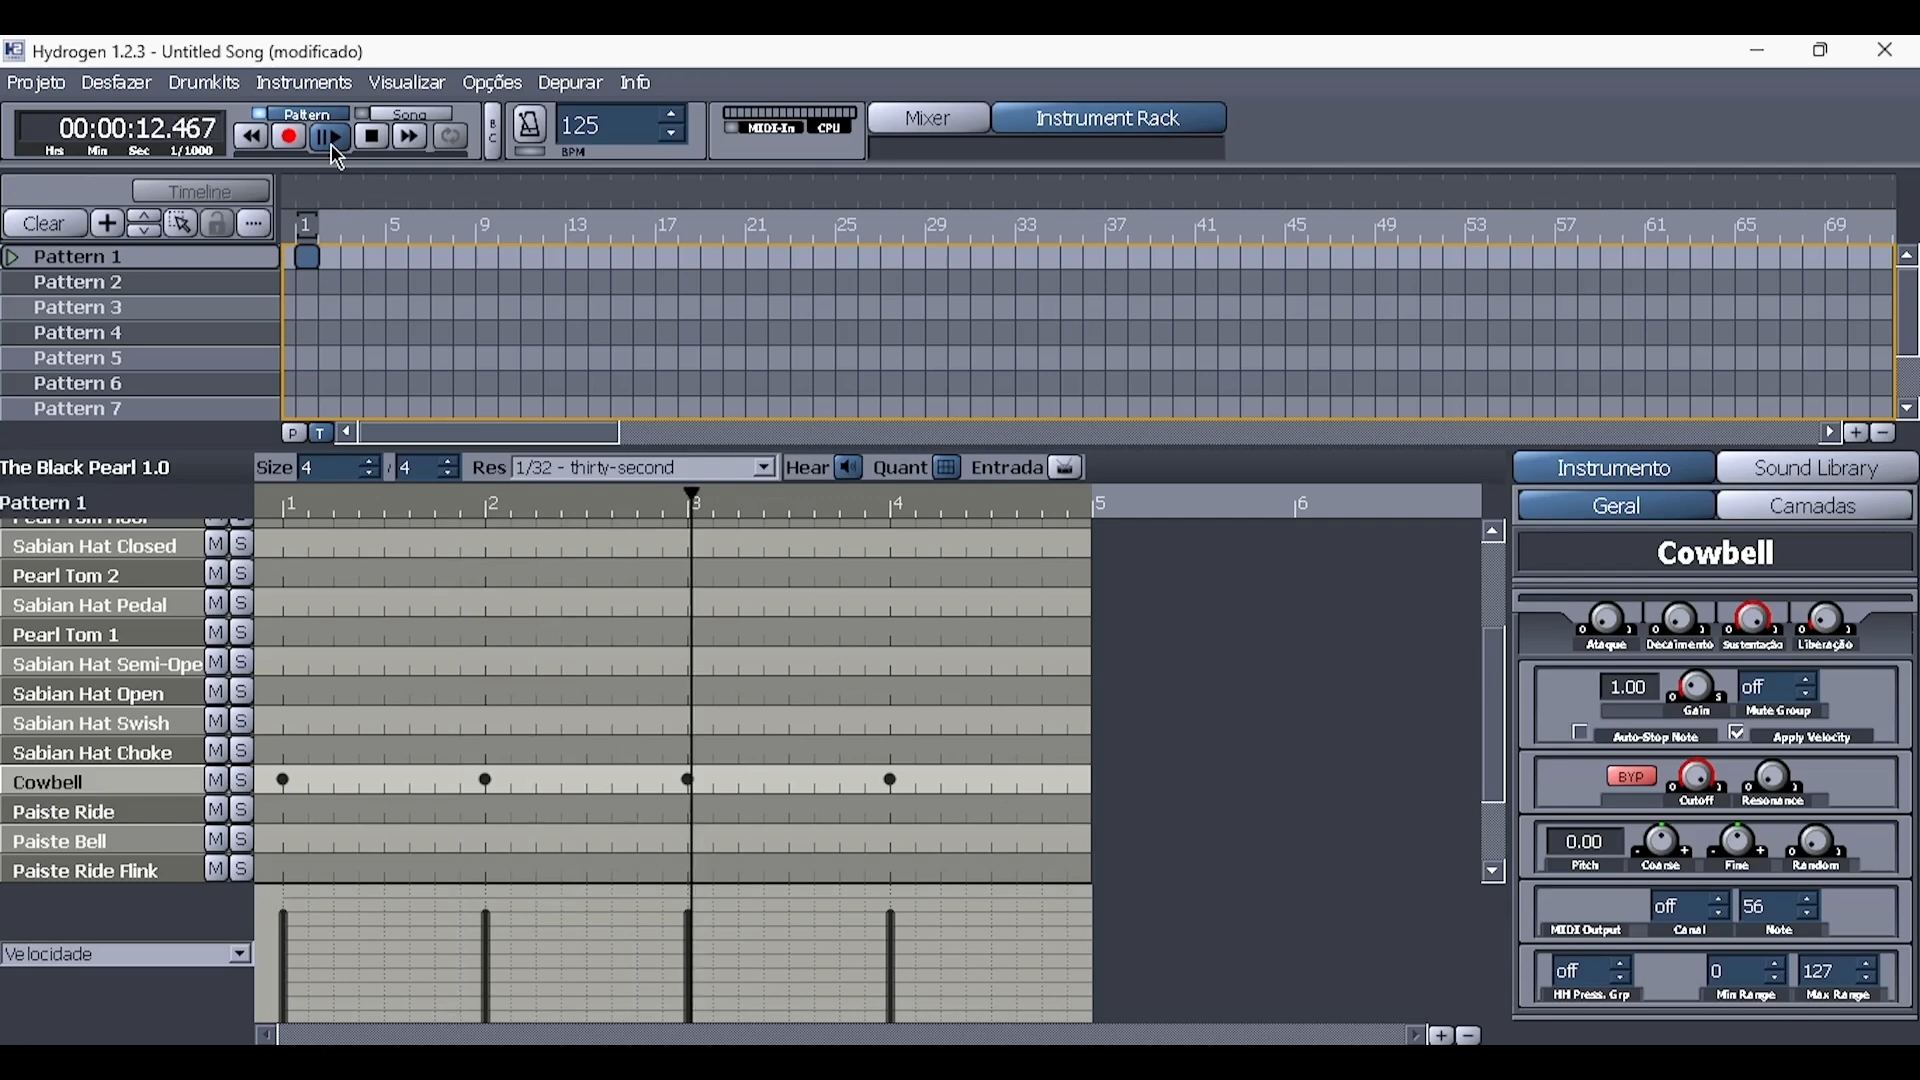 Hydrogen 1.2.3 - Untitled Song (modificado)
Projeto Desfazer Drumkits Instruments Visualizar Opções Depurar Info
Pattern Song
00:00:12.467
Hrs Min Sec 1/1000
B
C
125
BPM
MIDI-In CPU
Mixer Instrument Rack
Timeline
Clear
1 5 9 13 17 21 25 29 33 37 41 45 49 53 57 61 65 69
Pattern 1
Pattern 2
Pattern 3
Pattern 4
Pattern 5
Pattern 6
Pattern 7
P T
The Black Pearl 1.0
Size 4 / 4 Res 1/32 - thirty-second Hear Quant Entrada
Pattern 1
1 2 3 4 5 6
Sabian Hat Closed M S
Pearl Tom 2 M S
Sabian Hat Pedal M S
Pearl Tom 1 M S
Sabian Hat Semi-Ope M S
Sabian Hat Open M S
Sabian Hat Swish M S
Sabian Hat Choke M S
Cowbell M S
Paiste Ride M S
Paiste Bell M S
Paiste Ride Flink M S
Velocidade
Instrumento Sound Library
Geral Camadas
Cowbell
Ataque Decaimento Sustentação Liberação
1.00 off
Gain Mute Group
Auto-Stop Note Apply Velocity
BYP
Cutoff Resonance
0.00
Pitch Coarse Fine Random
off 56
MIDI Output Canal Note
off 0 127
HH Press. Grp Min Range Max Range